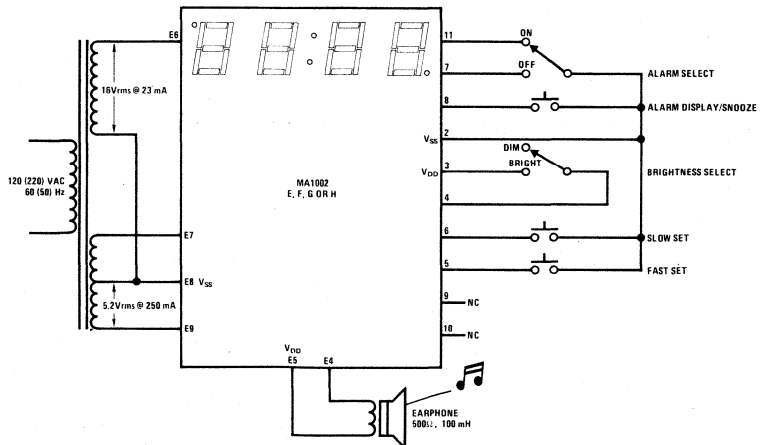 E6
16Vrms @ 23 mA
120 (220) VAC
60 (50) Hz
E7
E8 VSS
5.2Vrms @ 250 mA
E9
MA1002
E, F, G OR H
VDD
E5
E4
EARPHONE
500Ω, 100 mH
11
ON
7
OFF
ALARM SELECT
8
ALARM DISPLAY/SNOOZE
VSS
2
DIM
VDD
3
BRIGHT
BRIGHTNESS SELECT
4
6
SLOW SET
5
FAST SET
9
NC
10
NC